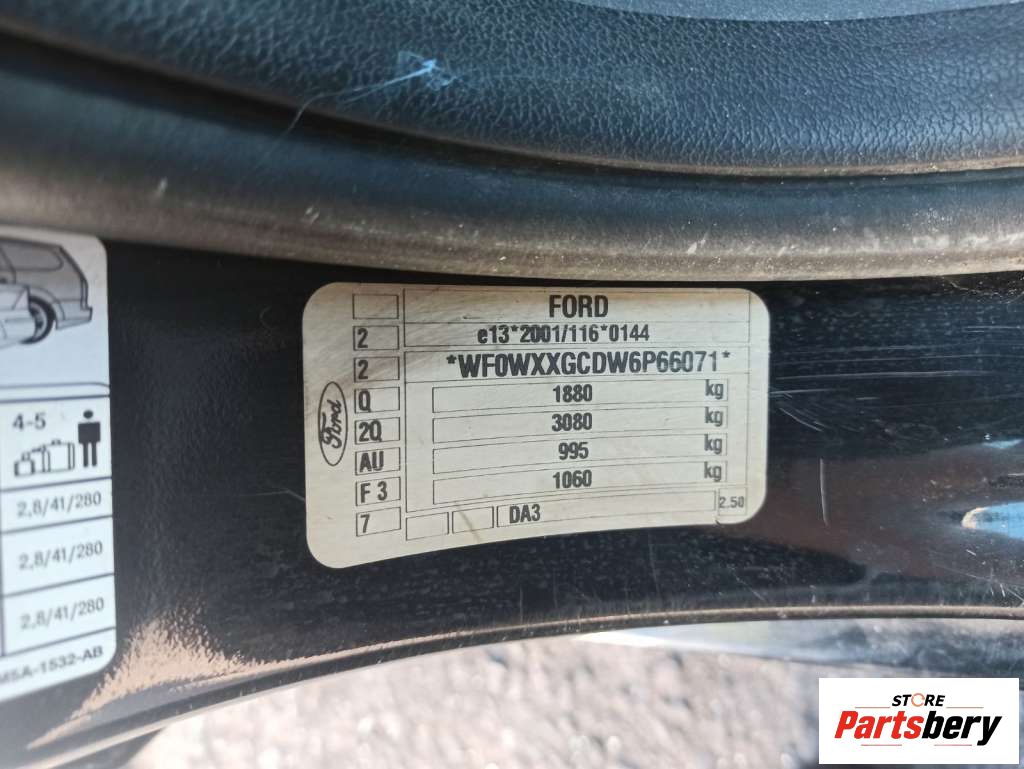 FORD
2 e13*2001/116*0144
2 *WF0WXXGCDW6P66071*
Q 1880 kg
2Q 3080 kg
AU 995 kg
F 3 1060 kg
7 DA3 2.50
Ford
4-5
2,8/41/280
2,8/41/280
2,8/41/280
M5A-1532-AB
STORE
Partsbery